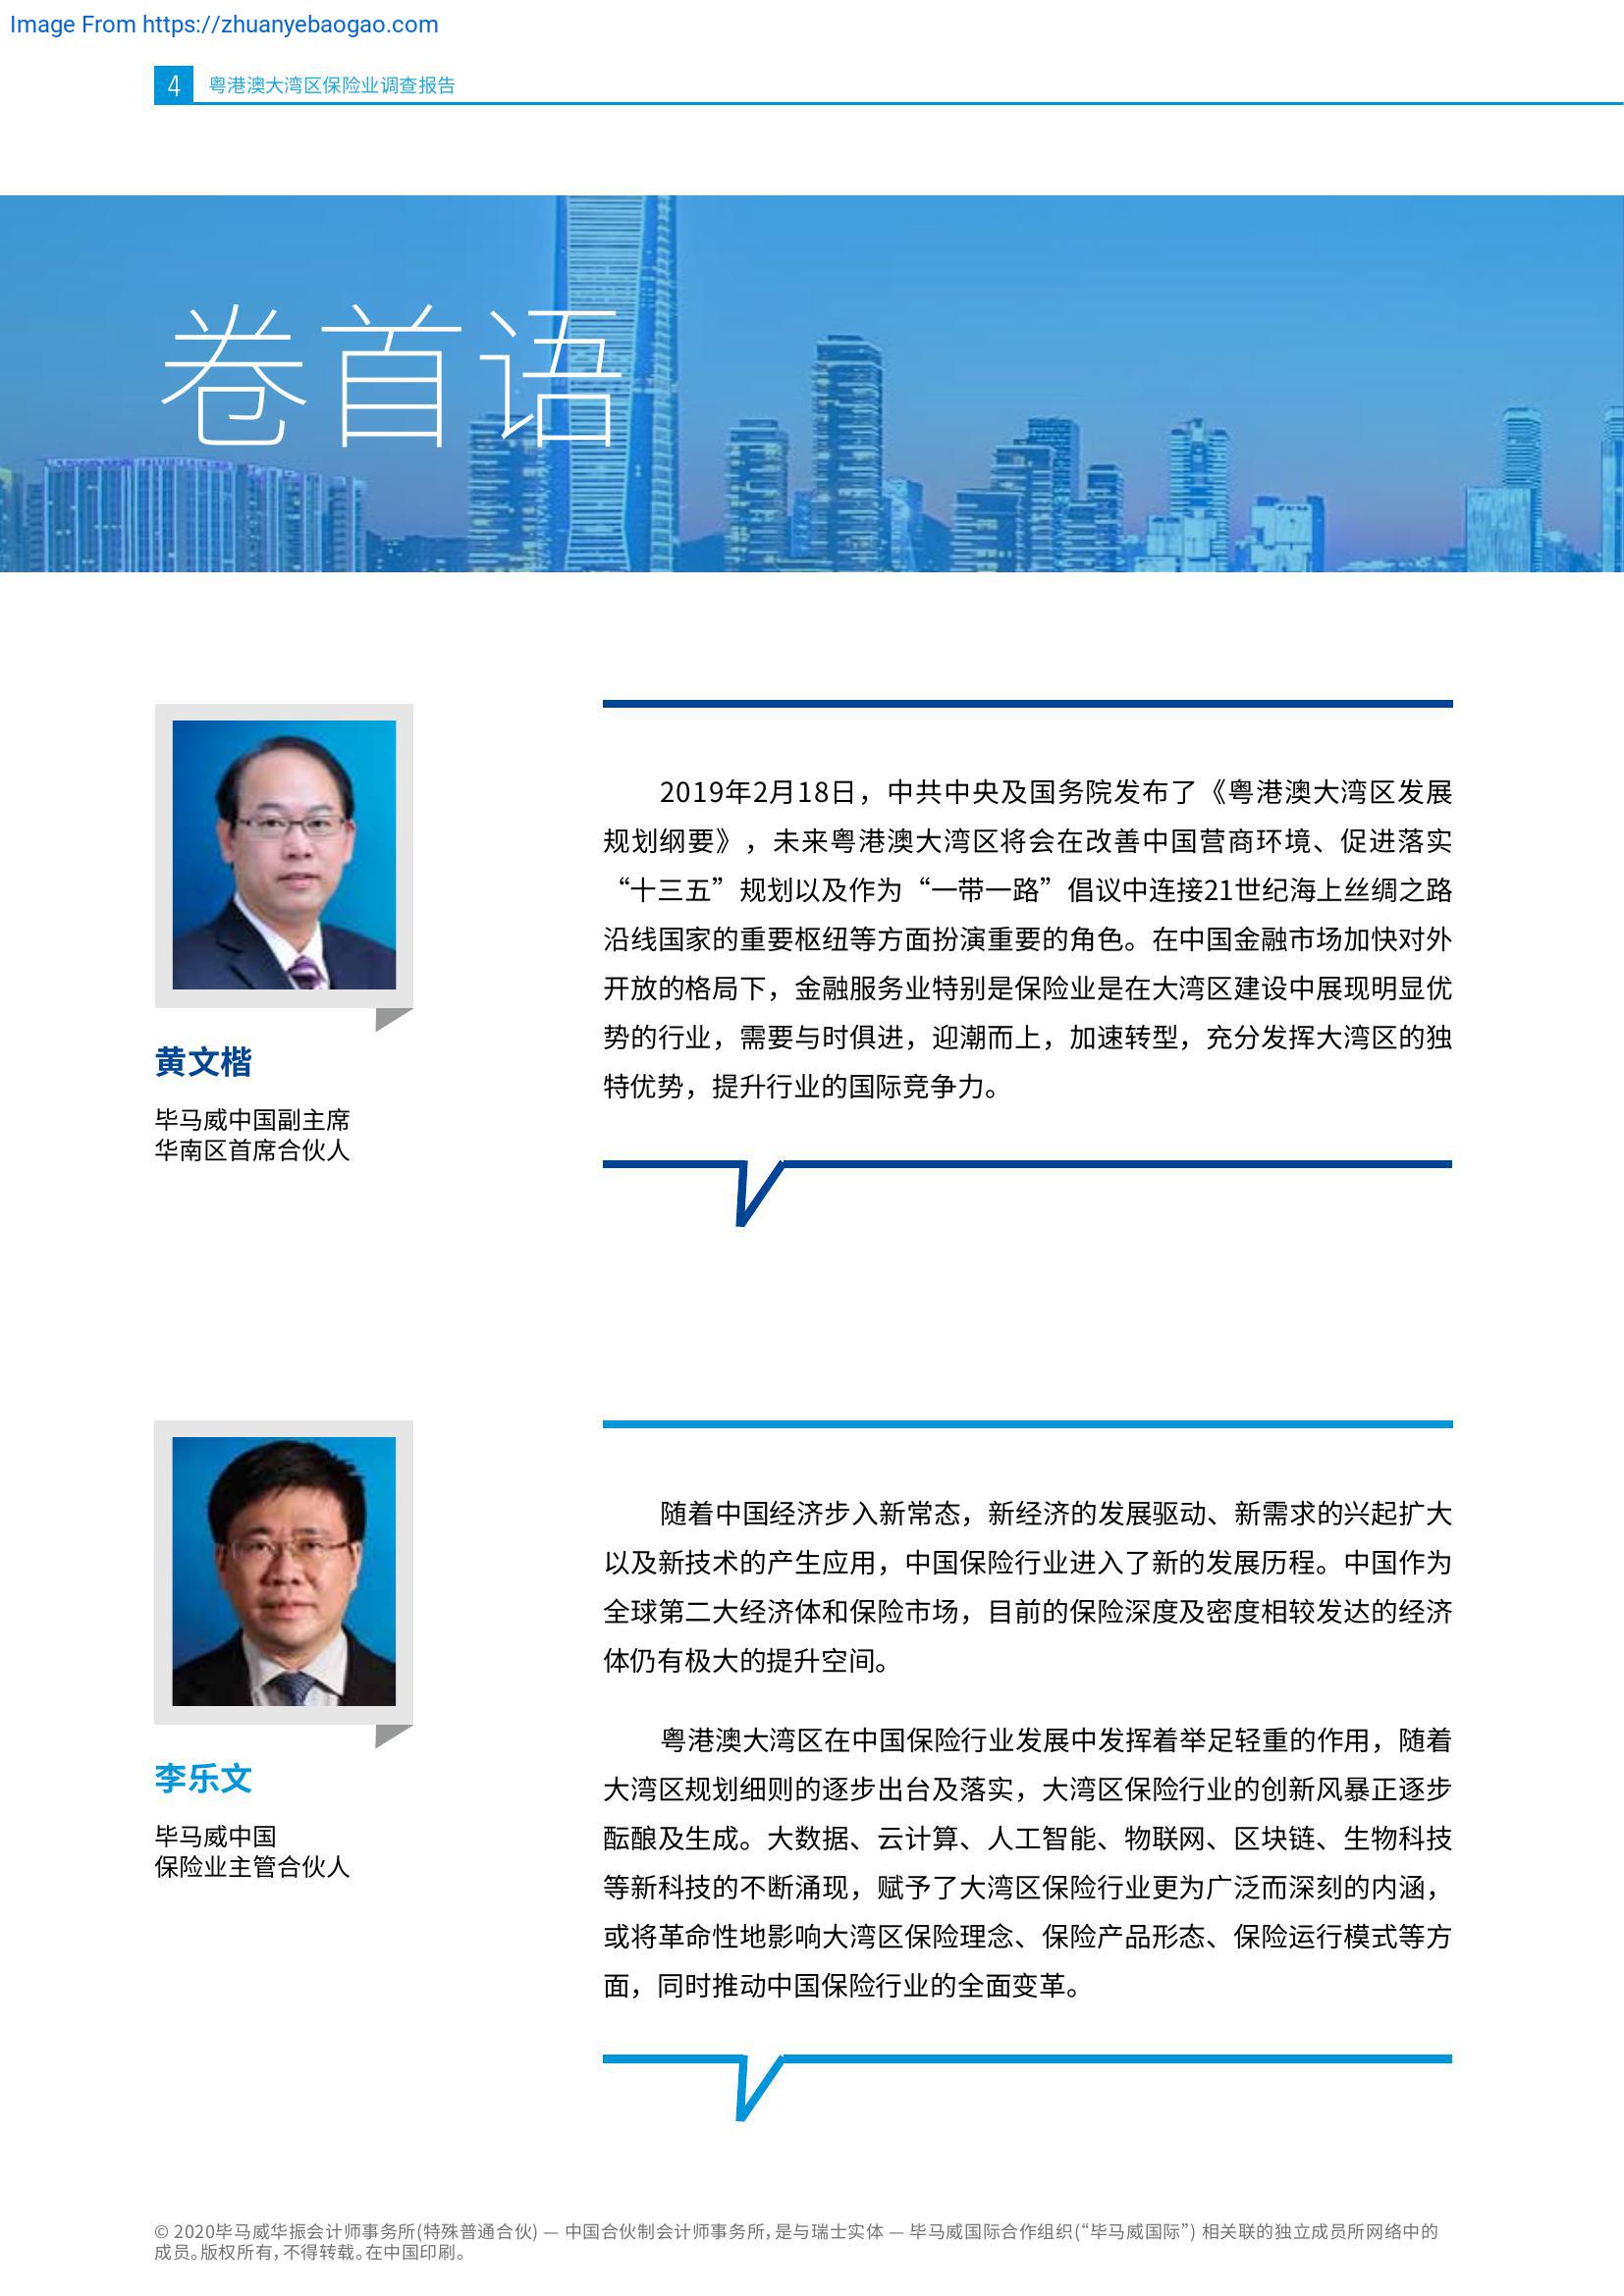 Image From https://zhuanyebaogao.com
4 粤港澳大湾区保险业调查报告
卷首语
2019年2月18日，中共中央及国务院发布了《粤港澳大湾区发展
规划纲要》，未来粤港澳大湾区将会在改善中国营商环境、促进落实
“十三五”规划以及作为“一带一路”倡议中连接21世纪海上丝绸之路
沿线国家的重要枢纽等方面扮演重要的角色。在中国金融市场加快对外
开放的格局下，金融服务业特别是保险业是在大湾区建设中展现明显优
势的行业，需要与时俱进，迎潮而上，加速转型，充分发挥大湾区的独
特优势，提升行业的国际竞争力。
黄文楷
毕马威中国副主席
华南区首席合伙人
随着中国经济步入新常态，新经济的发展驱动、新需求的兴起扩大
以及新技术的产生应用，中国保险行业进入了新的发展历程。中国作为
全球第二大经济体和保险市场，目前的保险深度及密度相较发达的经济
体仍有极大的提升空间。
粤港澳大湾区在中国保险行业发展中发挥着举足轻重的作用，随着
大湾区规划细则的逐步出台及落实，大湾区保险行业的创新风暴正逐步
酝酿及生成。大数据、云计算、人工智能、物联网、区块链、生物科技
等新科技的不断涌现，赋予了大湾区保险行业更为广泛而深刻的内涵，
或将革命性地影响大湾区保险理念、保险产品形态、保险运行模式等方
面，同时推动中国保险行业的全面变革。
李乐文
毕马威中国
保险业主管合伙人
© 2020毕马威华振会计师事务所(特殊普通合伙) — 中国合伙制会计师事务所，是与瑞士实体 — 毕马威国际合作组织(“毕马威国际”) 相关联的独立成员所网络中的
成员。版权所有，不得转载。在中国印刷。